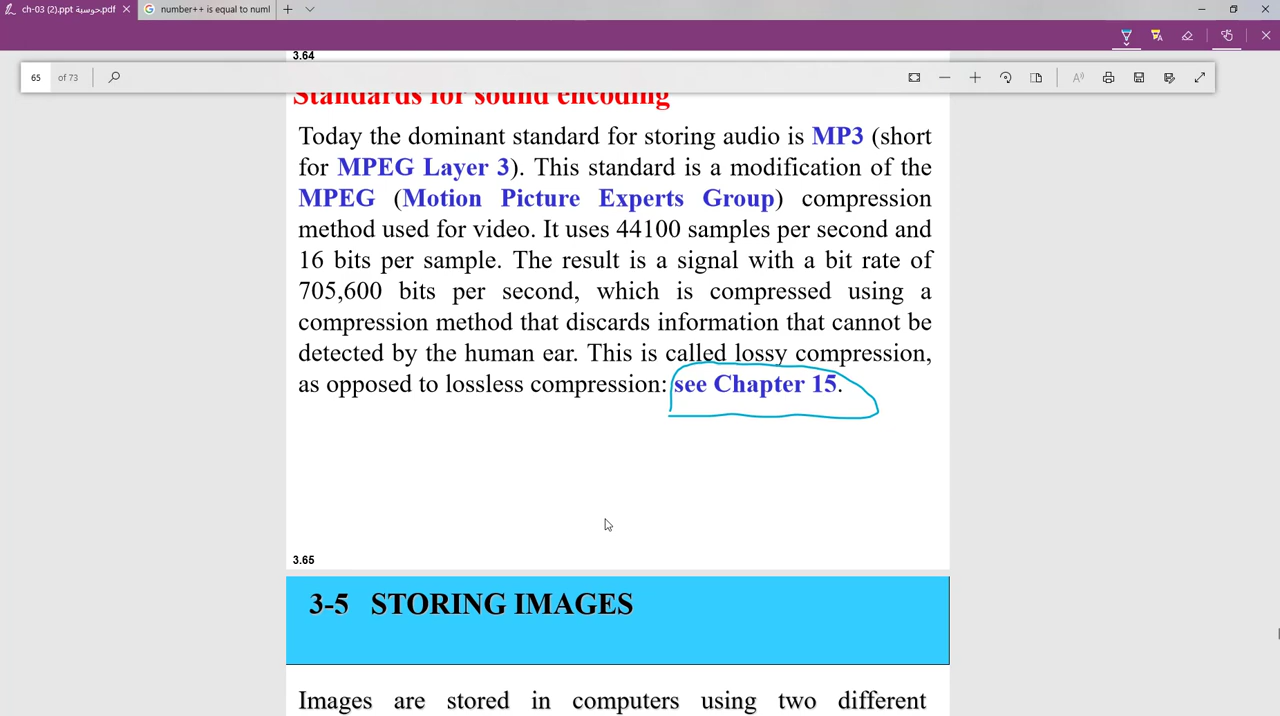 ch-03 (2).ppt حوسبة.pdf
number++ is equal to numl
3.64
65 of 73
Standards for sound encoding
Today the dominant standard for storing audio is MP3 (short
for MPEG Layer 3). This standard is a modification of the
MPEG (Motion Picture Experts Group) compression
method used for video. It uses 44100 samples per second and
16 bits per sample. The result is a signal with a bit rate of
705,600 bits per second, which is compressed using a
compression method that discards information that cannot be
detected by the human ear. This is called lossy compression,
as opposed to lossless compression: see Chapter 15.
3.65
3-5 STORING IMAGES
Images are stored in computers using two different